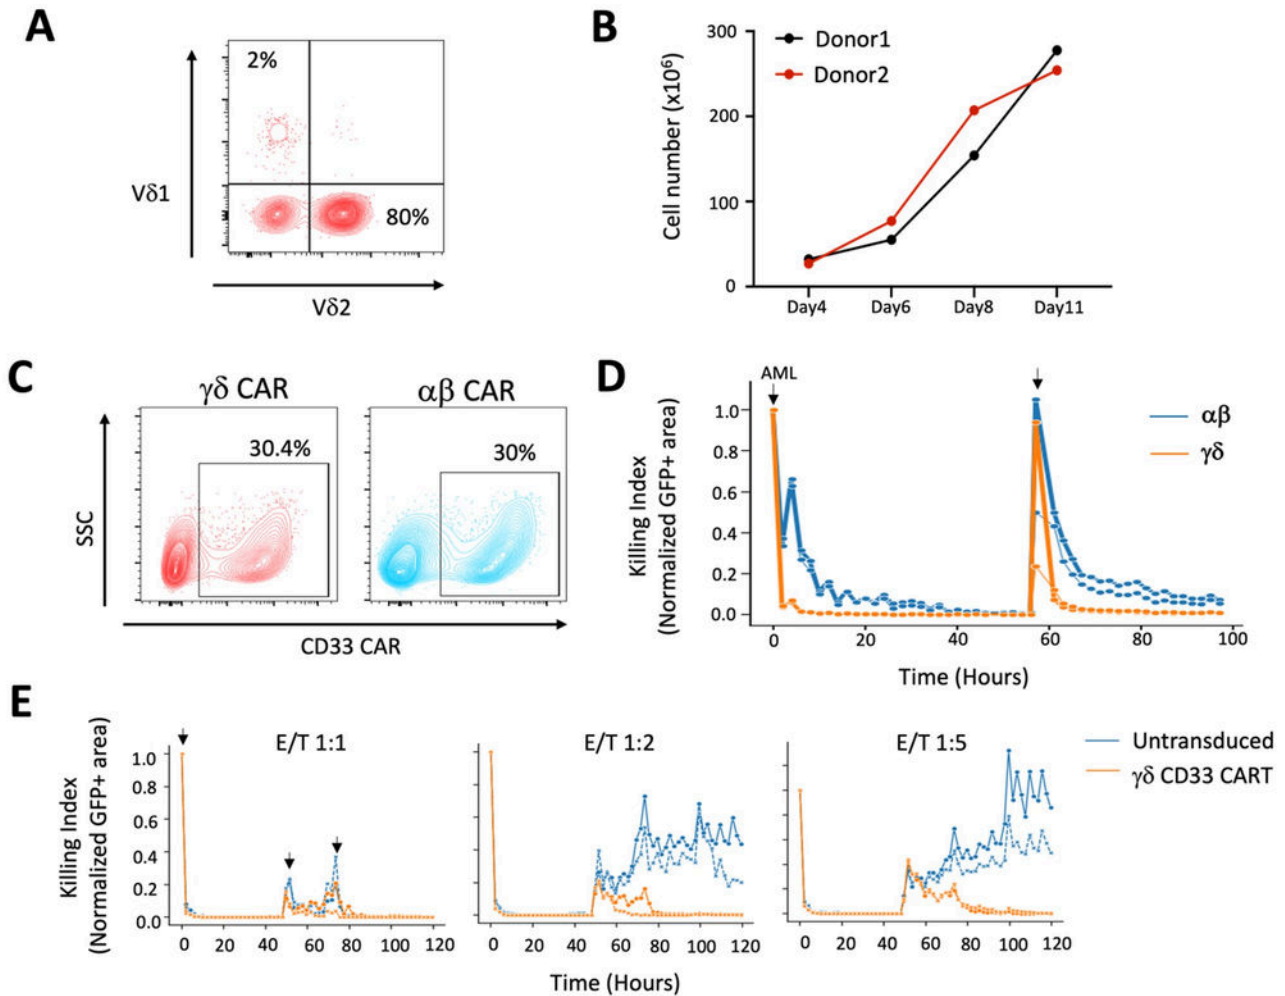 A
2%
80%
Vδ1
Vδ2
B
Donor1
Donor2
Cell number (x10⁶)
300
200
100
0
Day4 Day6 Day8 Day11
C
γδ CAR
αβ CAR
30.4%
30%
SSC
CD33 CAR
D
AML
αβ
γδ
Killing Index
(Normalized GFP+ area)
1.0
0.8
0.6
0.4
0.2
0.0
0 20 40 60 80 100
Time (Hours)
E
E/T 1:1
E/T 1:2
E/T 1:5
Untransduced
γδ CD33 CART
Killing Index
(Normalized GFP+ area)
1.0
0.8
0.6
0.4
0.2
0.0
0 20 40 60 80 100 120
0 20 40 60 80 100 120
0 20 40 60 80 100 120
Time (Hours)